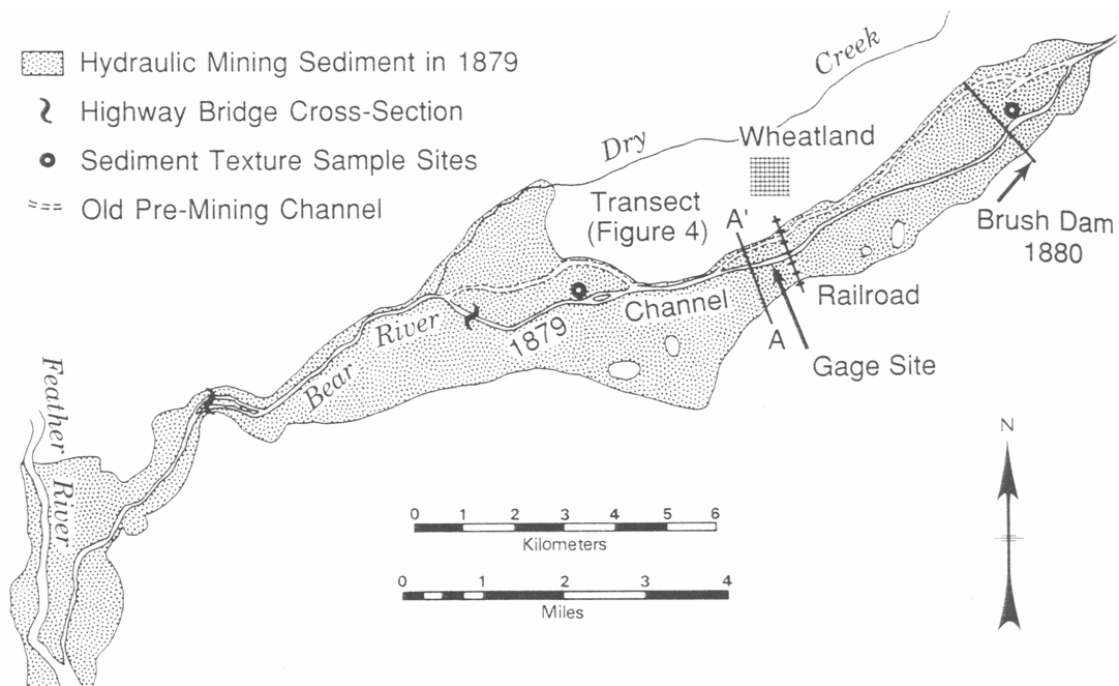 Hydraulic Mining Sediment in 1879
Highway Bridge Cross-Section
Sediment Texture Sample Sites
Old Pre-Mining Channel
Creek
Dry
Wheatland
Transect
(Figure 4)
A'
Brush Dam
1880
Railroad
Channel
1879
A
Gage Site
River
Bear
Feather
River
N
0 1 2 3 4 5 6
Kilometers
0 1 2 3 4
Miles